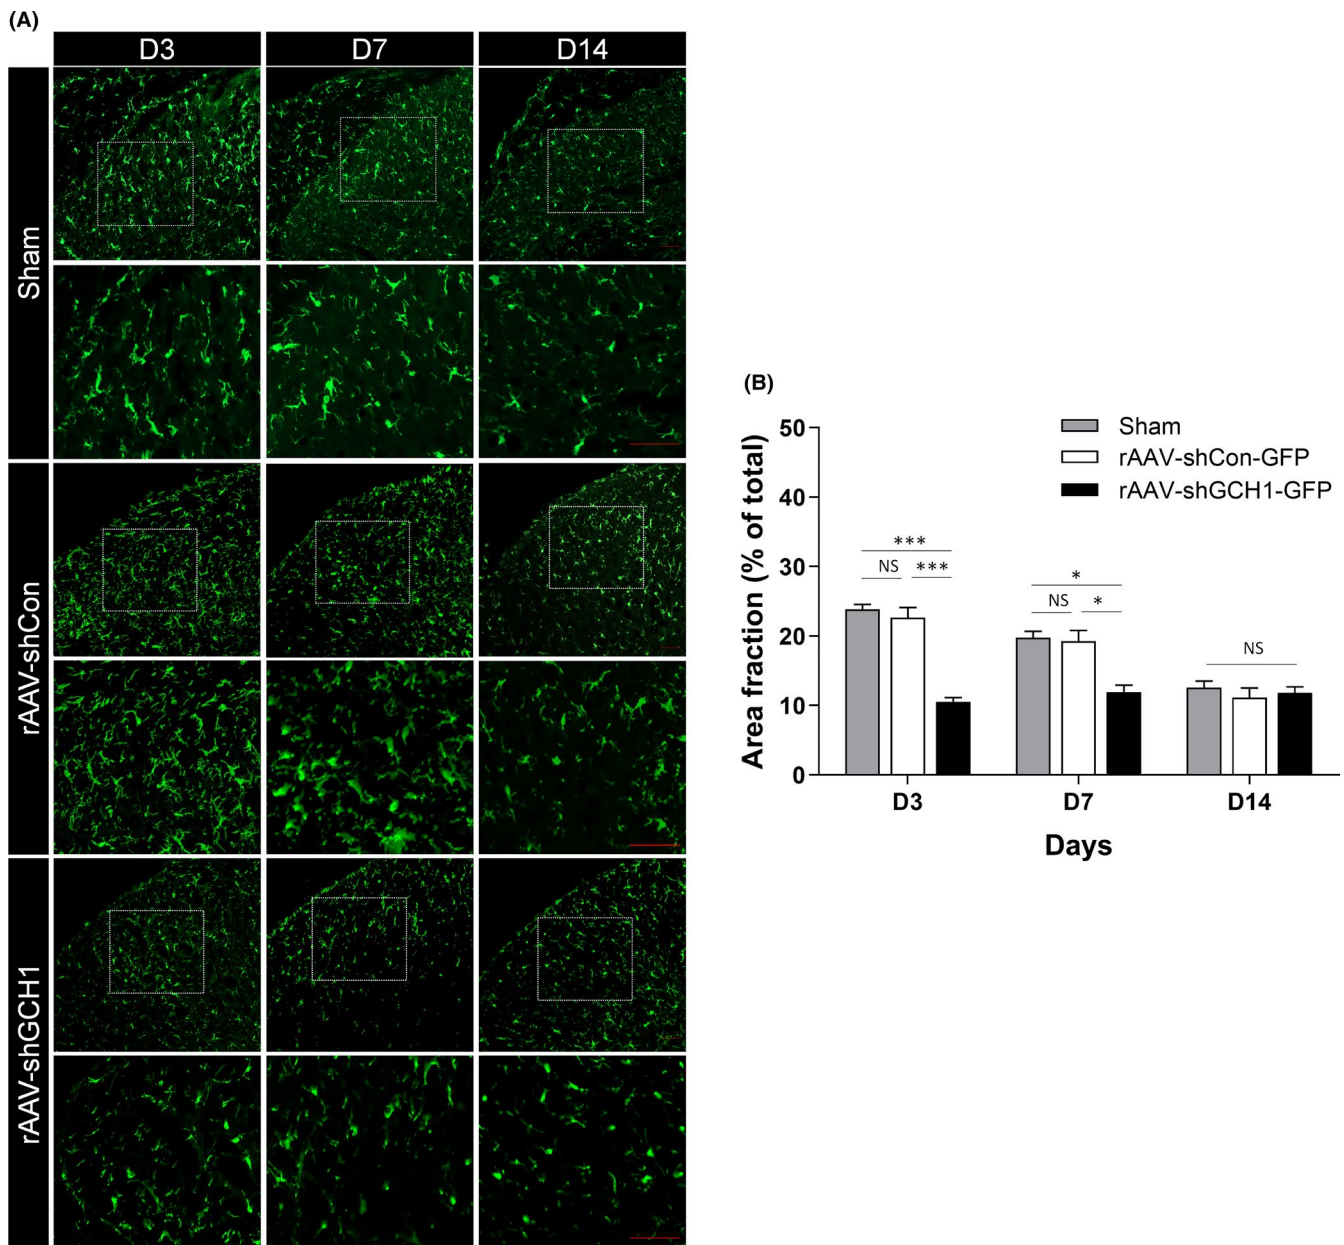 (A)
D3 D7 D14
Sham
rAAV-shCon
rAAV-shGCH1
(B)
Sham
rAAV-shCon-GFP
rAAV-shGCH1-GFP
Area fraction (% of total)
50
40
30
20
10
0
***
NS ***
*
NS *
NS
D3 D7 D14
Days